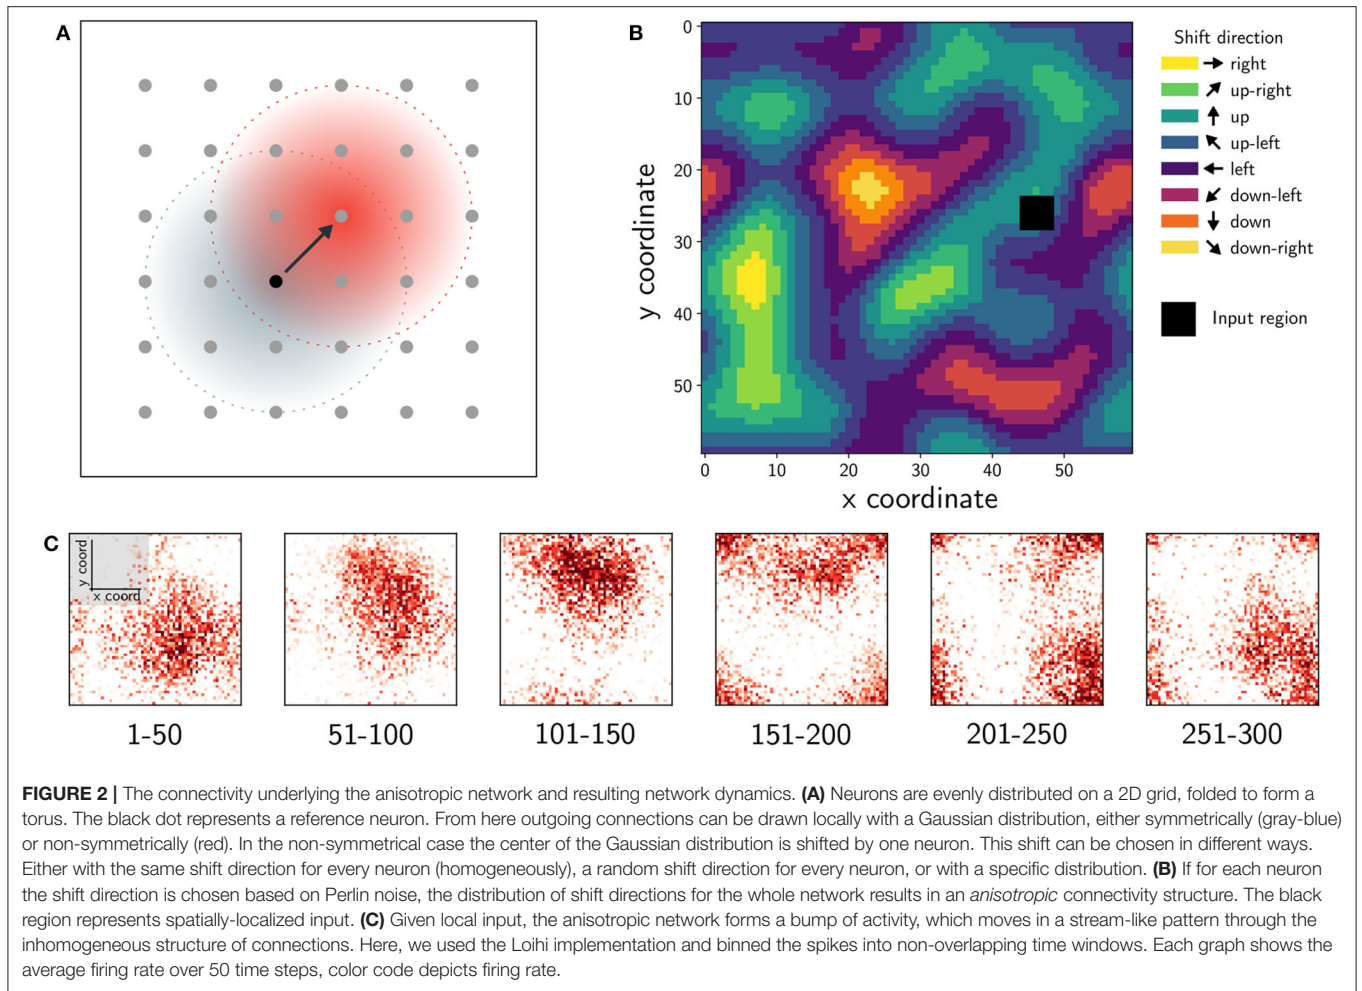 A
B
0
10
20
30
40
50
y coordinate
0 10 20 30 40 50
x coordinate
Shift direction
right
up-right
up
up-left
left
down-left
down
down-right
Input region
C
y coord
x coord
1-50 51-100 101-150 151-200 201-250 251-300
FIGURE 2 | The connectivity underlying the anisotropic network and resulting network dynamics. (A) Neurons are evenly distributed on a 2D grid, folded to form a
torus. The black dot represents a reference neuron. From here outgoing connections can be drawn locally with a Gaussian distribution, either symmetrically (gray-blue)
or non-symmetrically (red). In the non-symmetrical case the center of the Gaussian distribution is shifted by one neuron. This shift can be chosen in different ways.
Either with the same shift direction for every neuron (homogeneously), a random shift direction for every neuron, or with a specific distribution. (B) If for each neuron
the shift direction is chosen based on Perlin noise, the distribution of shift directions for the whole network results in an anisotropic connectivity structure. The black
region represents spatially-localized input. (C) Given local input, the anisotropic network forms a bump of activity, which moves in a stream-like pattern through the
inhomogeneous structure of connections. Here, we used the Loihi implementation and binned the spikes into non-overlapping time windows. Each graph shows the
average firing rate over 50 time steps, color code depicts firing rate.